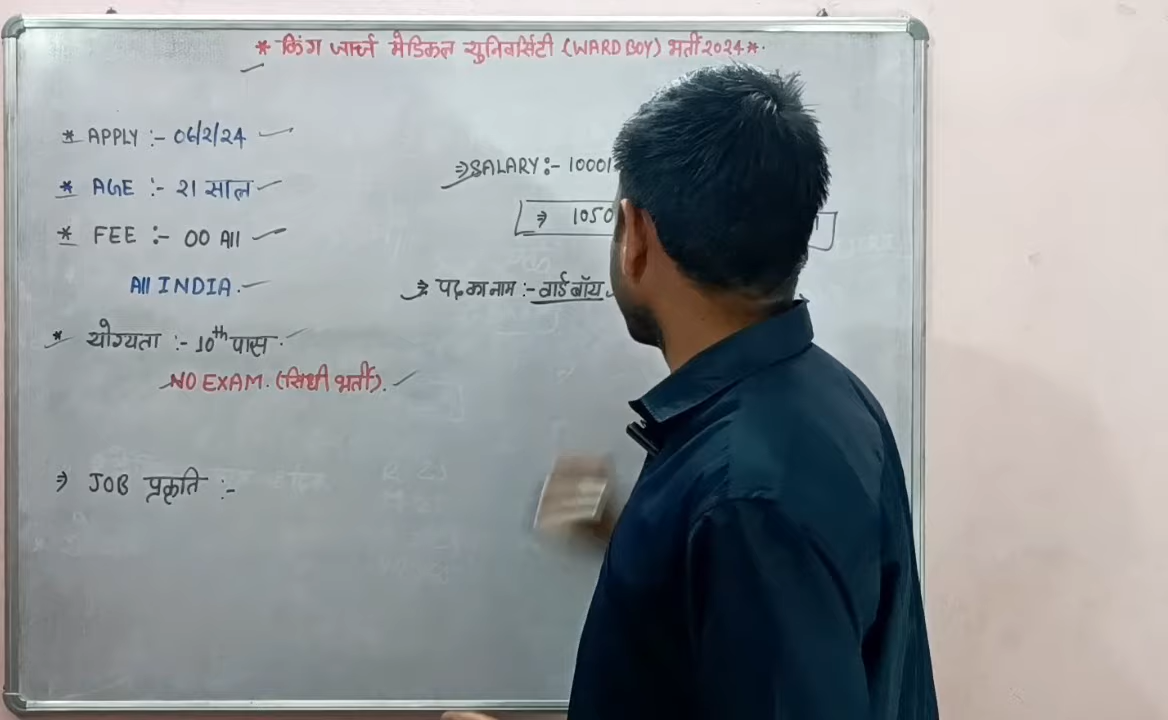 * किंग जार्ज मेडिकल युनिवर्सिटी (WARD BOY) भर्ती 2024 *.
* APPLY :- 06/2/24
* AGE :- 21 साल
* FEE :- 00 All
All INDIA.
* योग्यता :- 10th पास.
NO EXAM. (सिधी भर्ती).
⇒ JOB प्रकृति :-
⇒ SALARY :- 10001
⇒ 1050
⇒ पद का नाम :- वार्ड बॉय